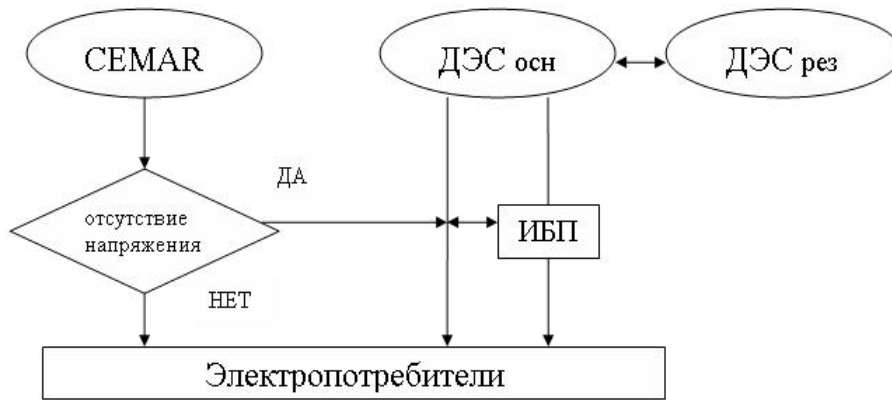 CEMAR
ДЭС осн
ДЭС рез
ДА
отсутствие
напряжения
ИБП
НЕТ
Электропотребители